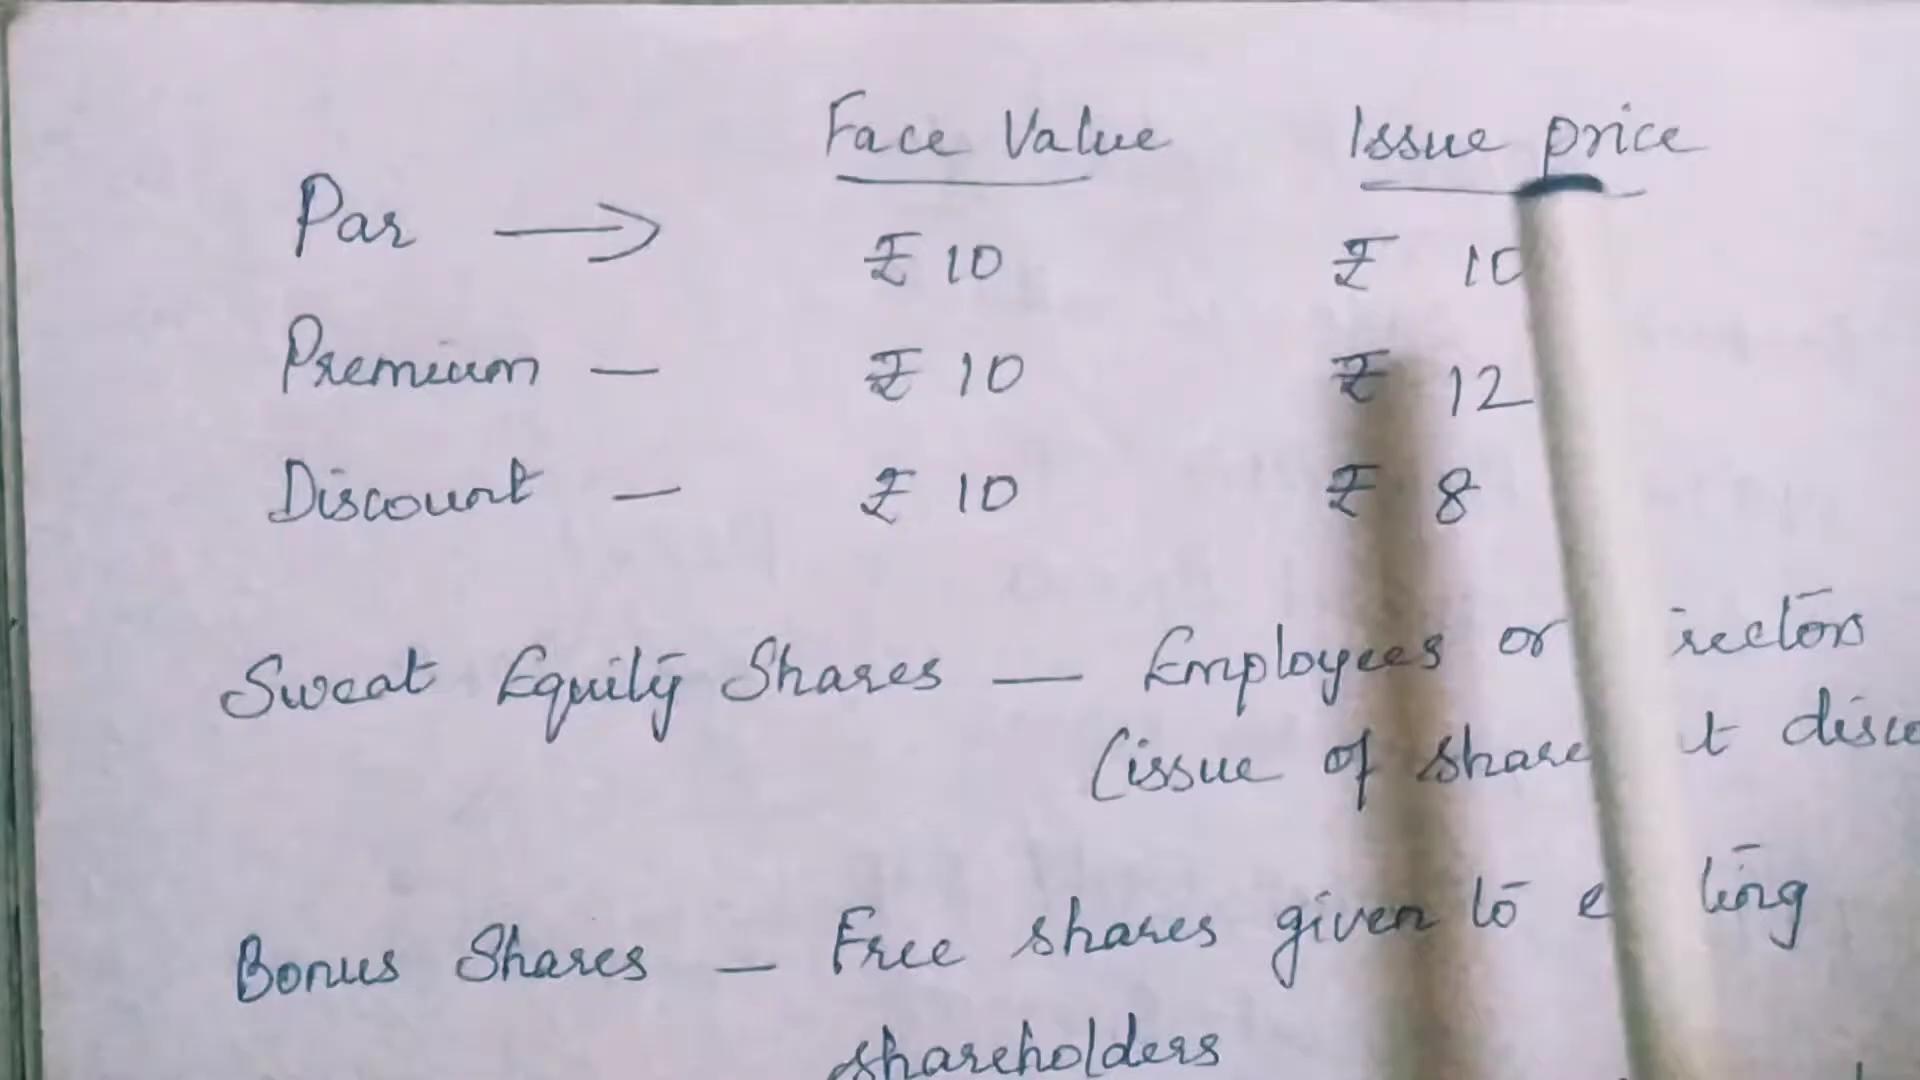 Face Value Issue price
Par → ₹ 10 ₹ 10
Premium — ₹ 10 ₹ 12
Discount — ₹ 10 ₹ 8
Sweat Equity Shares — Employees or
(issue of
Bonus Shares — Free shares given to
shareholders